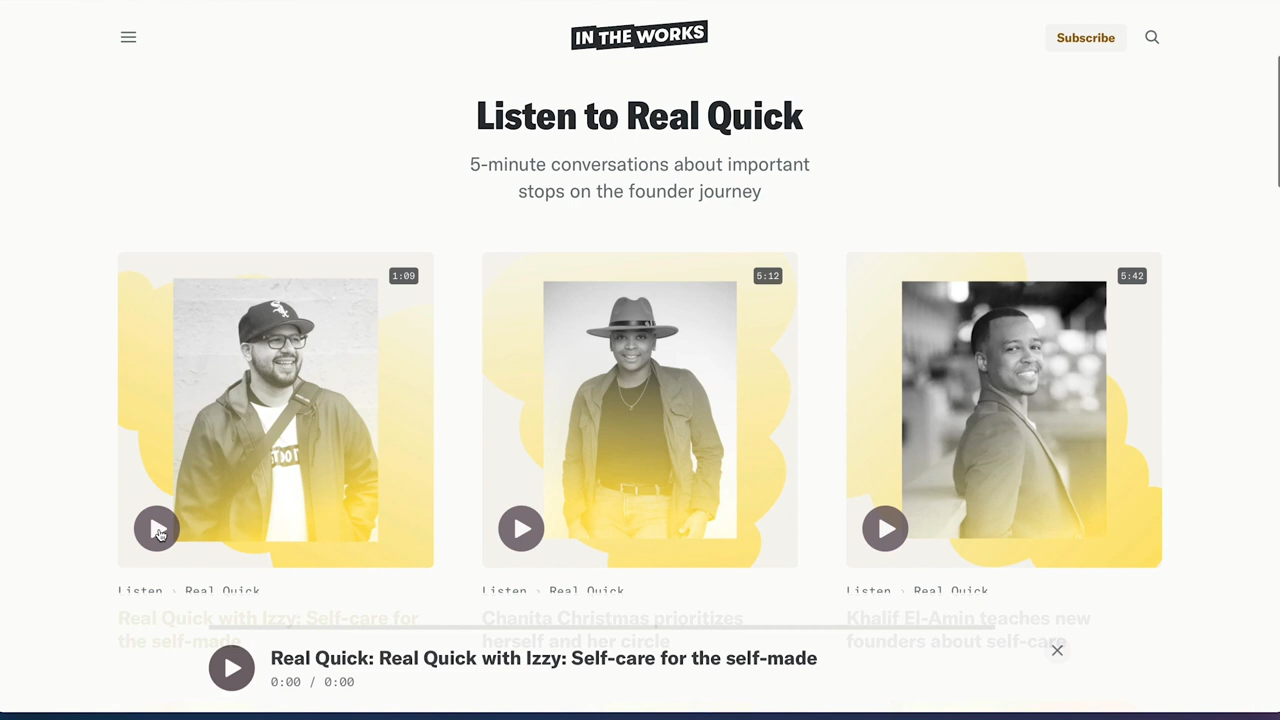 IN THE WORKS
Subscribe
Listen to Real Quick
5-minute conversations about important
stops on the founder journey
1:09
5:12
5:42
Listen › Real Quick
Real Quick with Izzy: Self-care for
the self-made
Listen › Real Quick
Chanita Christmas prioritizes
herself and her circle
Listen › Real Quick
Khalif El-Amin teaches new
founders about self-care
Real Quick: Real Quick with Izzy: Self-care for the self-made
0:00 / 0:00